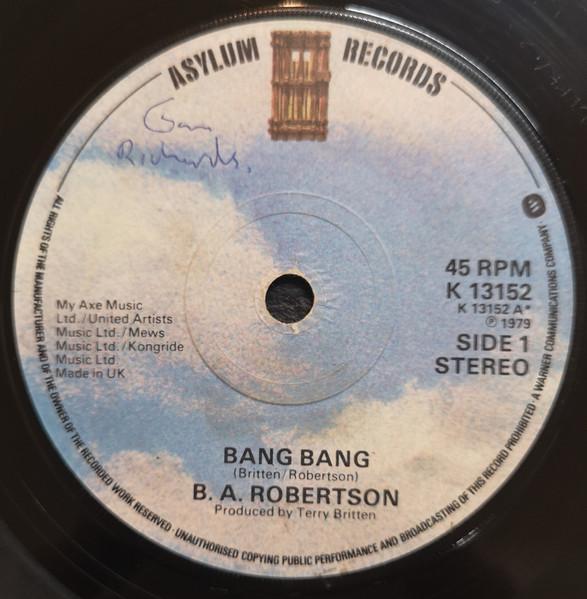 ASYLUM RECORDS
Richards.
45 RPM
K 13152
K 13152 A*
℗ 1979
SIDE 1
STEREO
My Axe Music
Ltd./United Artists
Music Ltd./Mews
Music Ltd./Kongride
Music Ltd.
Made in UK
BANG BANG
(Britten/Robertson)
B. A. ROBERTSON
Produced by Terry Britten
ALL RIGHTS OF THE MANUFACTURER AND OF THE OWNER OF THE RECORDED WORK RESERVED · UNAUTHORISED COPYING PUBLIC PERFORMANCE AND BROADCASTING OF THIS RECORD PROHIBITED · A WARNER COMMUNICATIONS COMPANY ·